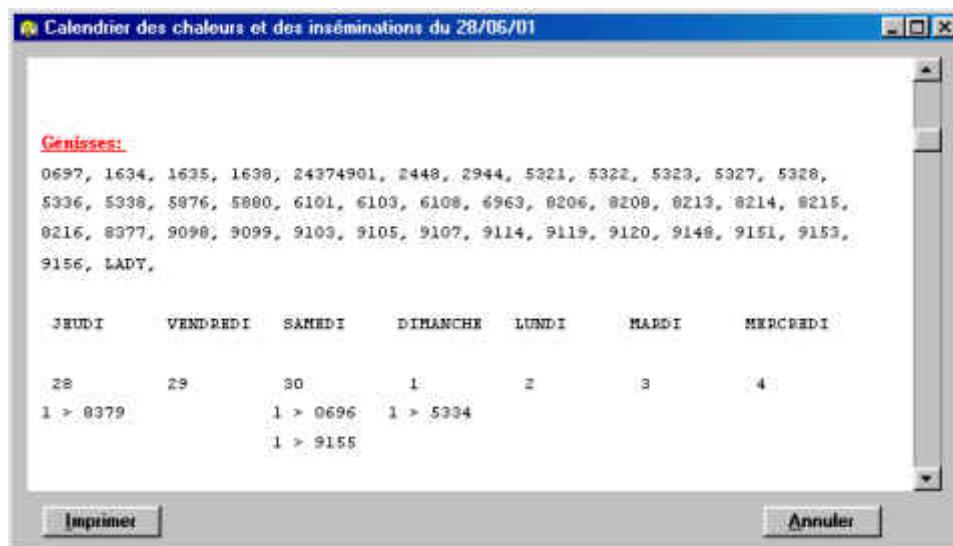 Calendrier des chaleurs et des inséminations du 28/06/01
Génisses:
0697, 1634, 1635, 1638, 24374901, 2448, 2944, 5321, 5322, 5323, 5327, 5328,
5336, 5338, 5876, 5880, 6101, 6103, 6108, 6963, 8206, 8208, 8213, 8214, 8215,
8216, 8377, 9098, 9099, 9103, 9105, 9107, 9114, 9119, 9120, 9148, 9151, 9153,
9156, LADY,
JEUDI VENDREDI SAMEDI DIMANCHE LUNDI MARDI MERCREDI
28 29 30 1 2 3 4
1 > 8379 1 > 0696 1 > 5334
1 > 9155
Imprimer Annuler